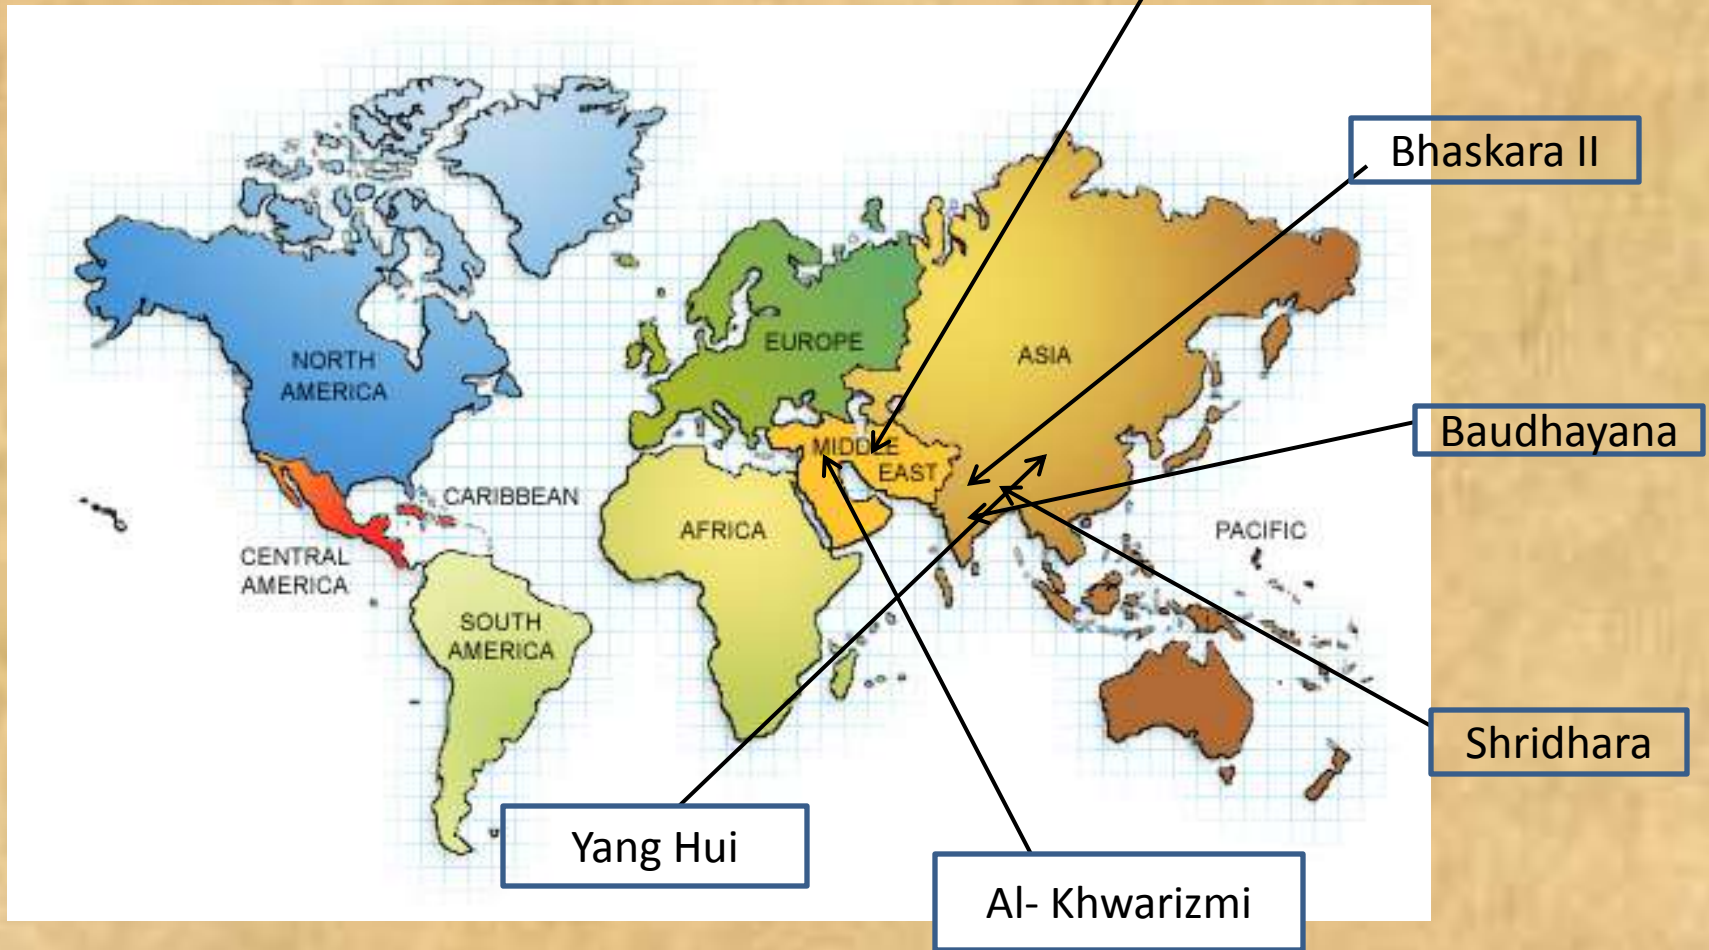 Bhaskara II
NORTH
AMERICA
EUROPE
ASIA
Baudhayana
MIDDLE
EAST
CARIBBEAN
AFRICA
PACIFIC
CENTRAL
AMERICA
SOUTH
AMERICA
Shridhara
Yang Hui
Al- Khwarizmi